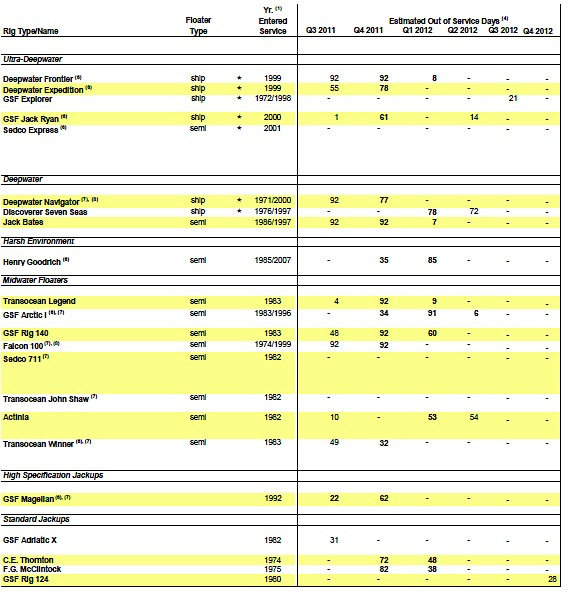 Yr. (1)
Floater Entered Estimated Out of Service Days (4)
Rig Type/Name Type Service Q3 2011 Q4 2011 Q1 2012 Q2 2012 Q3 2012 Q4 2012
Ultra-Deepwater
Deepwater Frontier (6) ship ★ 1999 92 92 8 - - -
Deepwater Expedition (6) ship ★ 1999 55 78 - - - -
GSF Explorer ship ★ 1972/1998 - - - - 21 -
GSF Jack Ryan (6) ship ★ 2000 1 61 - 14 - -
Sedco Express (6) semi ★ 2001 - - - - - -
Deepwater
Deepwater Navigator (7), (8) ship ★ 1971/2000 92 77 - - - -
Discoverer Seven Seas ship ★ 1976/1997 - - 78 72 - -
Jack Bates semi 1986/1997 92 92 7 - - -
Harsh Environment
Henry Goodrich (6) semi 1985/2007 - 35 85 - - -
Midwater Floaters
Transocean Legend semi 1983 4 92 9 - - -
GSF Arctic I (6), (7) semi 1983/1996 - 34 91 6 - -
GSF Rig 140 semi 1983 48 92 60 - - -
Falcon 100 (7), (8) semi 1974/1999 92 92 - - - -
Sedco 711 (7) semi 1982 - - - - - -
Transocean John Shaw (7) semi 1982 - - - - - -
Actinia semi 1982 10 - 53 54 - -
Transocean Winner (6), (7) semi 1983 49 32 - - - -
High Specification Jackups
GSF Magellan (6), (7) 1992 22 62 - - - -
Standard Jackups
GSF Adriatic X 1982 31 - - - - -
C.E. Thornton 1974 - 72 48 - - -
F.G. McClintock 1975 - 82 38 - - -
GSF Rig 124 1980 - - - - - 28